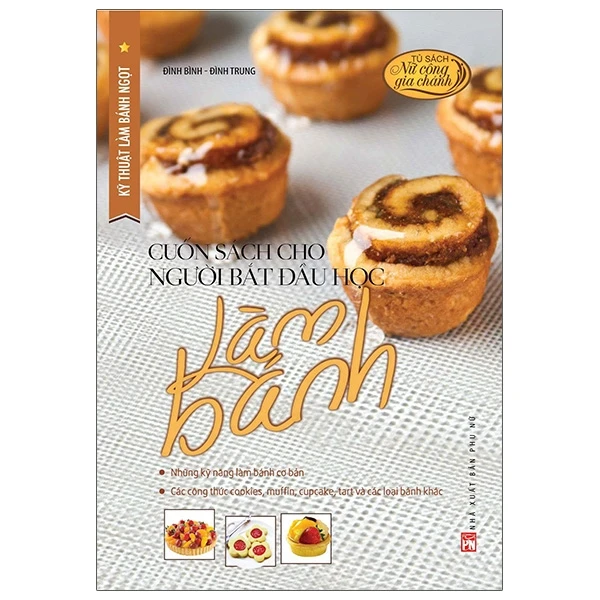 KỸ THUẬT LÀM BÁNH NGỌT
ĐÌNH BÌNH - ĐÌNH TRUNG
TỦ SÁCH
Nữ công
gia chánh
CUỐN SÁCH CHO
NGƯỜI BẮT ĐẦU HỌC
Làm
bánh
Những kỹ năng làm bánh cơ bản
Các công thức cookies, muffin, cupcake, tart và các loại bánh khác
NHÀ XUẤT BẢN PHỤ NỮ
PN